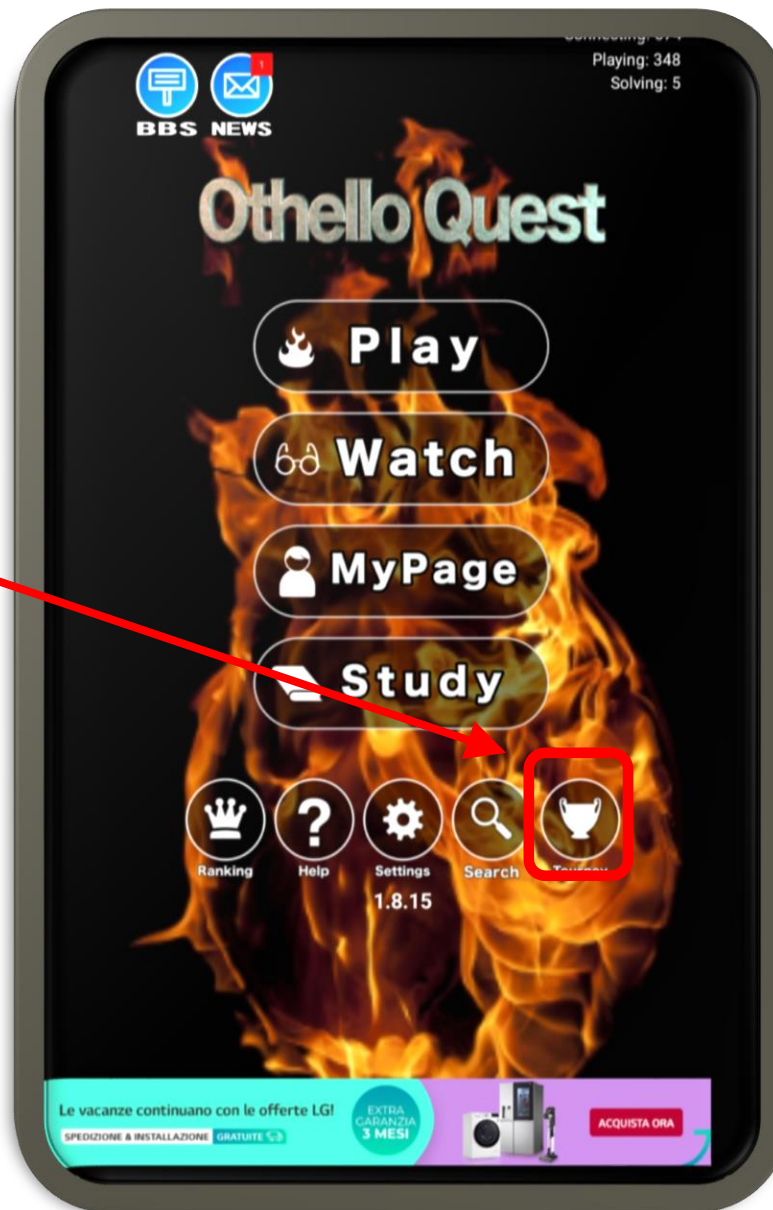 Playing: 348
Solving: 5
1
BBS NEWS
Othello Quest
Play
Watch
MyPage
Study
Ranking
Help
Settings
Search
1.8.15
Le vacanze continuano con le offerte LG!
SPEDIZIONE & INSTALLAZIONE GRATUITE
EXTRA
GARANZIA
3 MESI
ACQUISTA ORA